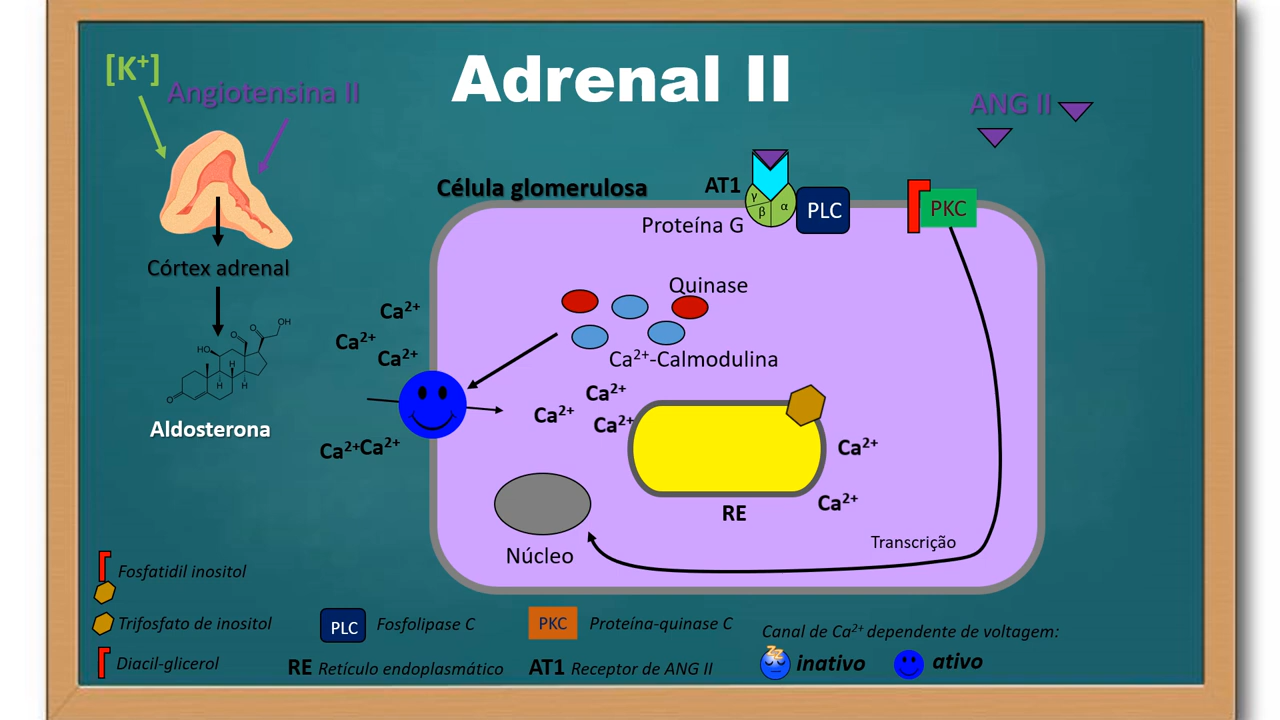 Adrenal II
[K⁺]
Angiotensina II
Córtex adrenal
O
O
OH
HO
H
H
H
O
Aldosterona
ANG II
Célula glomerulosa
AT1
γ
β
α
PLC
PKC
Proteína G
Quinase
Ca²⁺-Calmodulina
Ca²⁺
Ca²⁺
Ca²⁺
Ca²⁺Ca²⁺
Ca²⁺
Ca²⁺
Ca²⁺
Ca²⁺
Ca²⁺
RE
Núcleo
Transcrição
Fosfatidil inositol
Trifosfato de inositol
Diacil-glicerol
PLC Fosfolipase C
RE Retículo endoplasmático
PKC Proteína-quinase C
AT1 Receptor de ANG II
Canal de Ca²⁺ dependente de voltagem:
zz inativo
ativo